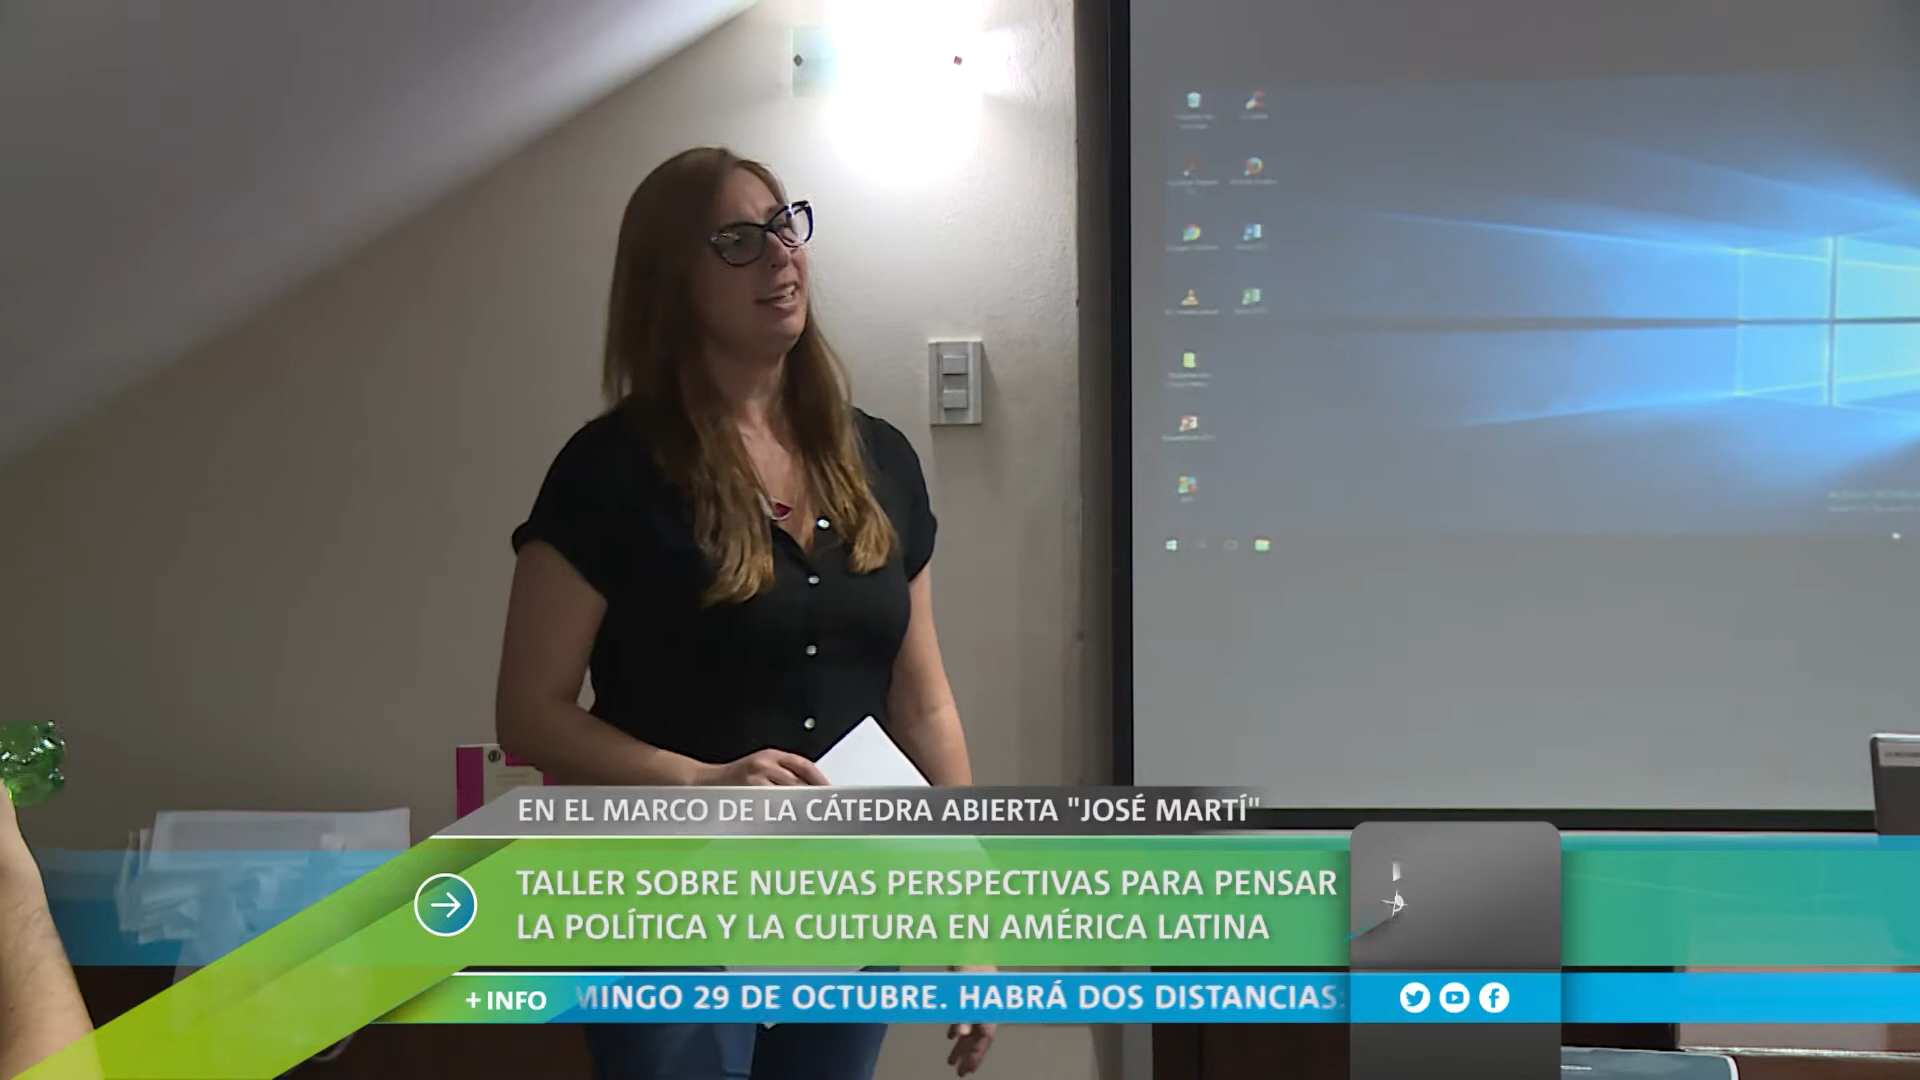 EN EL MARCO DE LA CÁTEDRA ABIERTA "JOSÉ MARTÍ"
TALLER SOBRE NUEVAS PERSPECTIVAS PARA PENSAR
LA POLÍTICA Y LA CULTURA EN AMÉRICA LATINA
+ INFO MINGO 29 DE OCTUBRE. HABRÁ DOS DISTANCIAS: